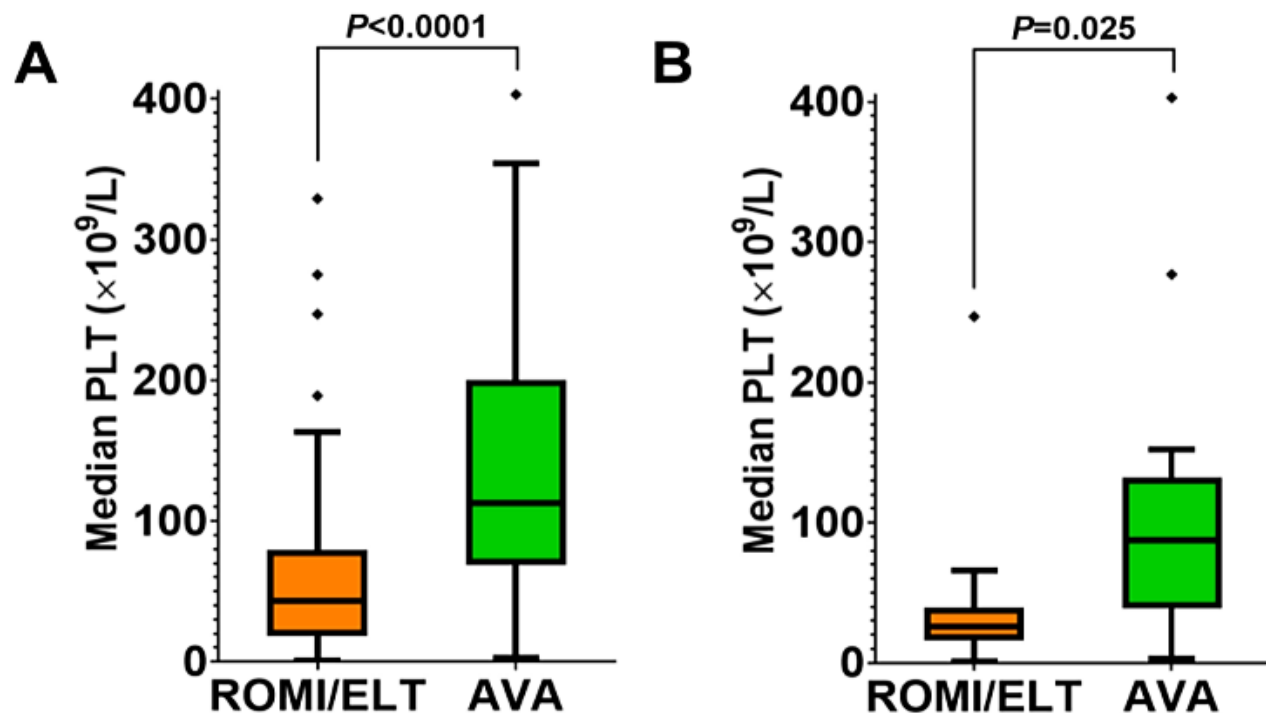 A
P<0.0001
Median PLT (×10⁹/L)
400
300
200
100
0
ROMI/ELT AVA
B
P=0.025
Median PLT (×10⁹/L)
400
300
200
100
0
ROMI/ELT AVA